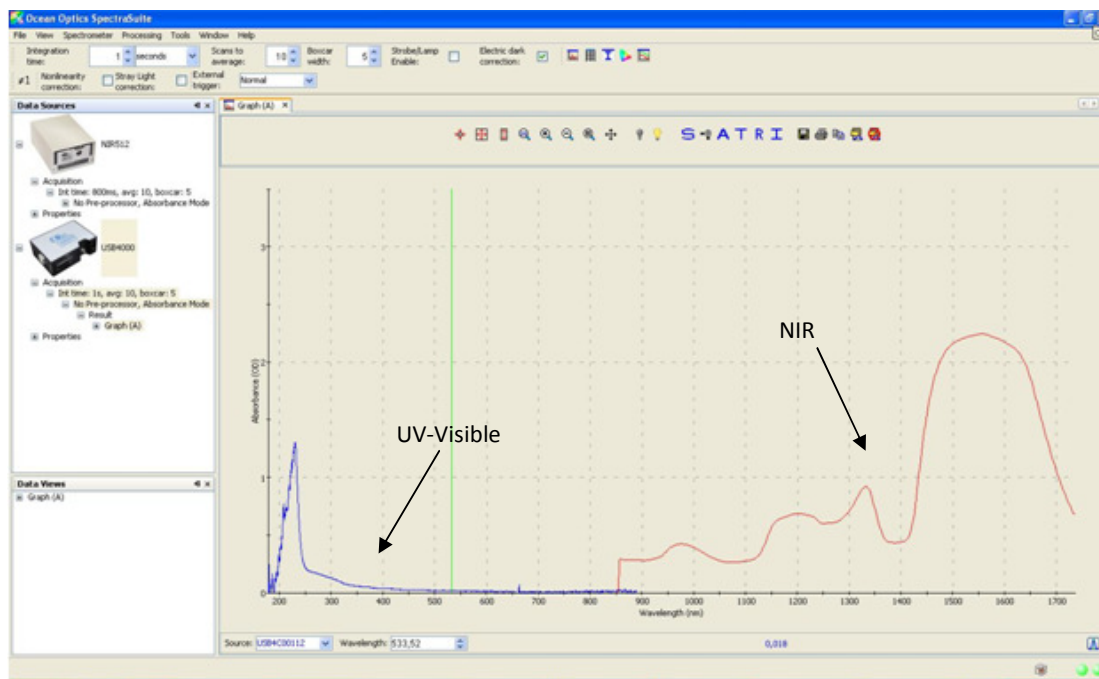 Ocean Optics SpectraSuite
File View Spectrometer Processing Tools Window Help
Integration time: 1 seconds Scans to average: 10 Boxcar width: 5 Strobe/Lamp Enable: Electric dark correction:
Nonlinearity correction: Stray Light correction: External trigger: Normal
Data Sources
Graph (A)
S A T R I
NIR512
Acquisition
Int time: 800ms, avg: 10, boxcar: 5
No Pre-processor, Absorbance Mode
Properties
USB4000
Acquisition
Int time: 1s, avg: 10, boxcar: 5
No Pre-processor, Absorbance Mode
Result
Graph (A)
Properties
Data Views
Graph (A)
3
2
1
0
Absorbance (OD)
NIR
UV-Visible
200 300 400 500 600 700 800 900 1000 1100 1200 1300 1400 1500 1600 1700
Wavelength (nm)
Source: USB4C00112 Wavelength: 533,52 0,018